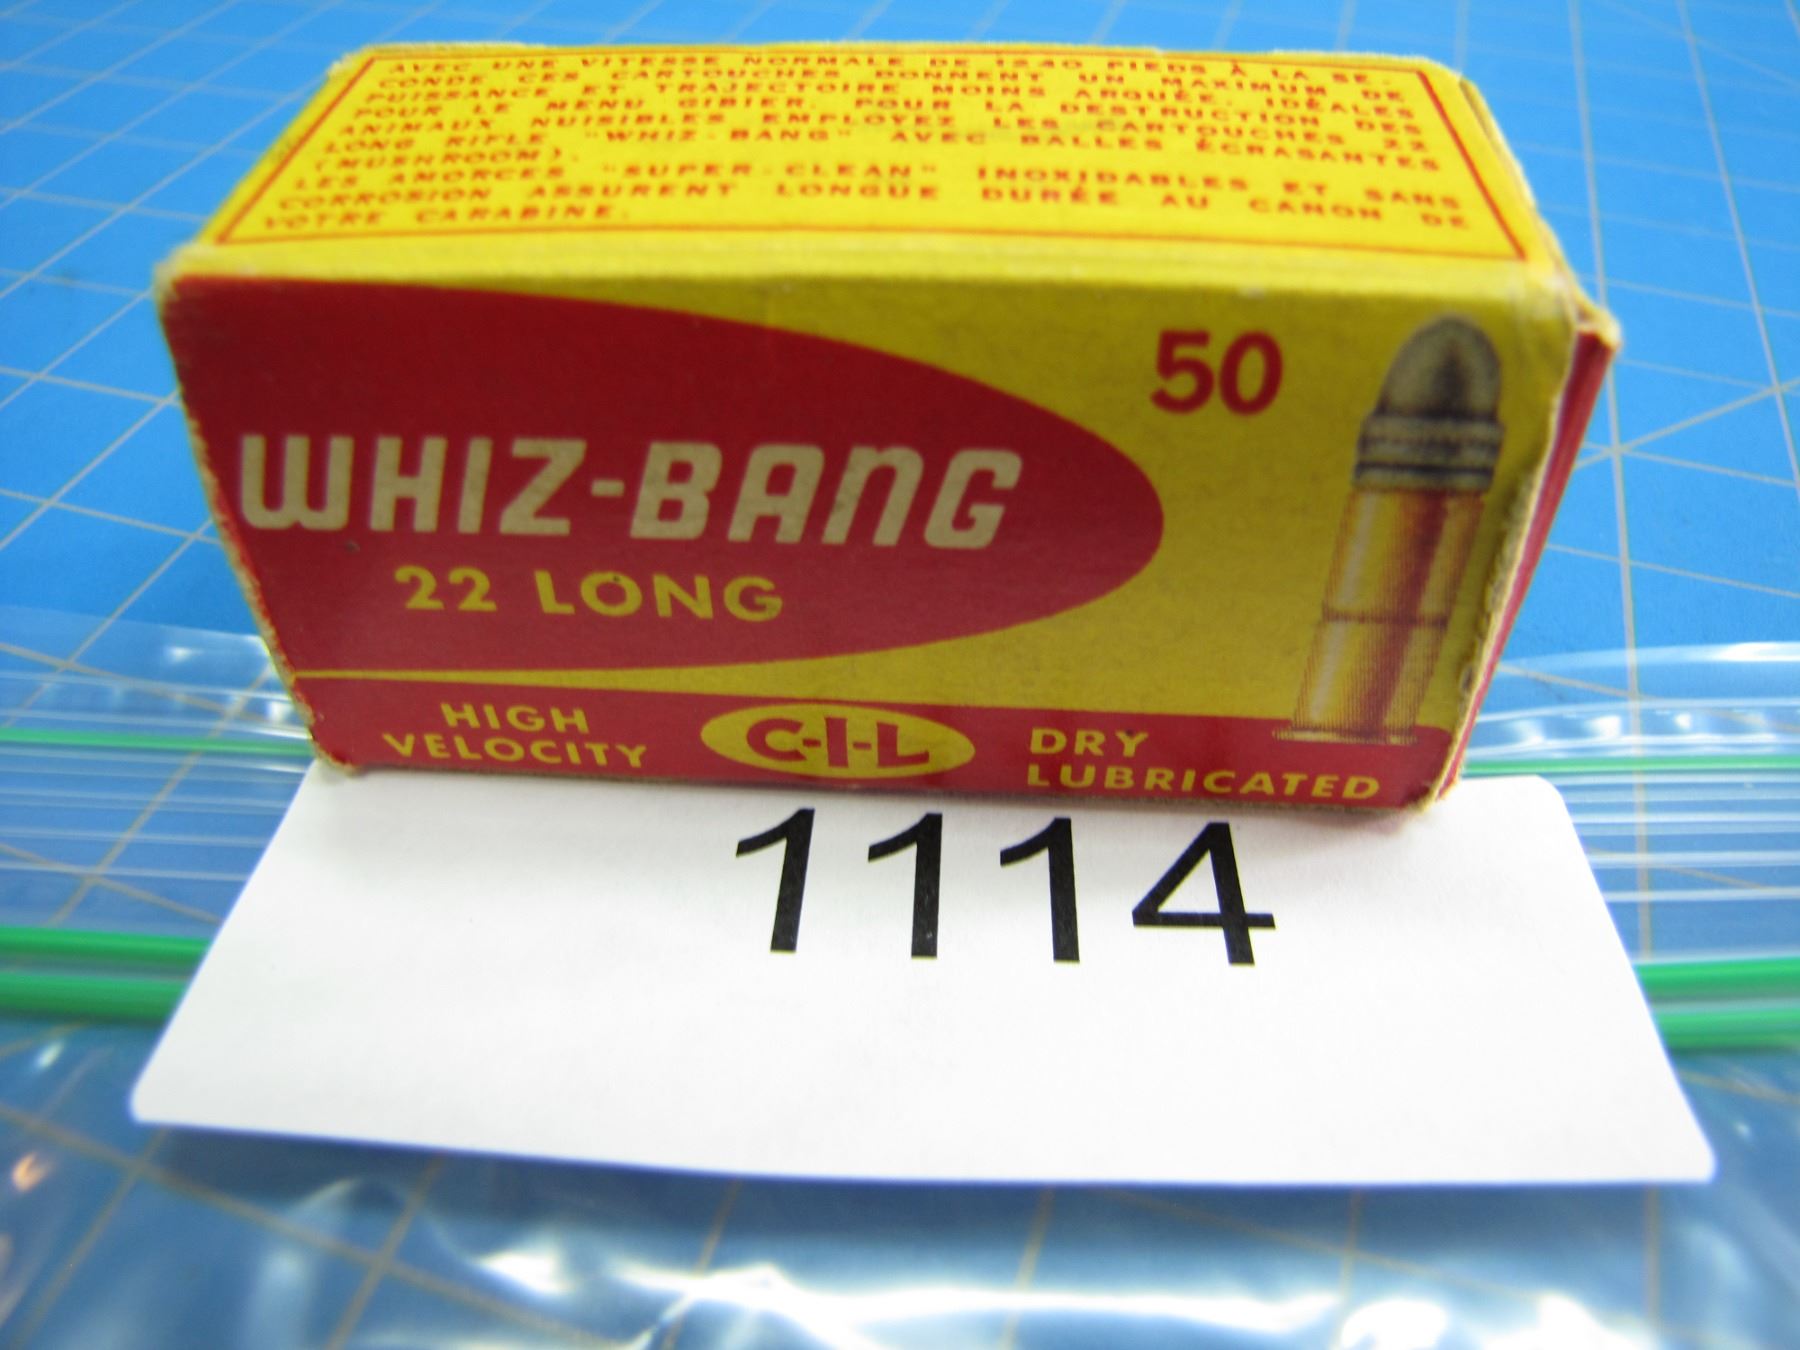 AVEC UNE VITESSE NORMALE DE 1240 PIEDS À LA SE-
CONDE CES CARTOUCHES DONNENT UN MAXIMUM DE
PUISSANCE ET TRAJECTOIRE MOINS ARQUÉE. IDÉALES
POUR LE MENU GIBIER. POUR LA DESTRUCTION DES
ANIMAUX NUISIBLES EMPLOYEZ LES CARTOUCHES 22
LONG RIFLE "WHIZ-BANG" AVEC BALLES ÉCRASANTES
(MUSHROOM).
LES AMORCES "SUPER-CLEAN" INOXIDABLES ET SANS
CORROSION ASSURENT LONGUE DURÉE AU CANON DE
VOTRE CARABINE.
50
WHIZ-BANG
22 LONG
HIGH
VELOCITY
C-I-L
DRY
LUBRICATED
1114